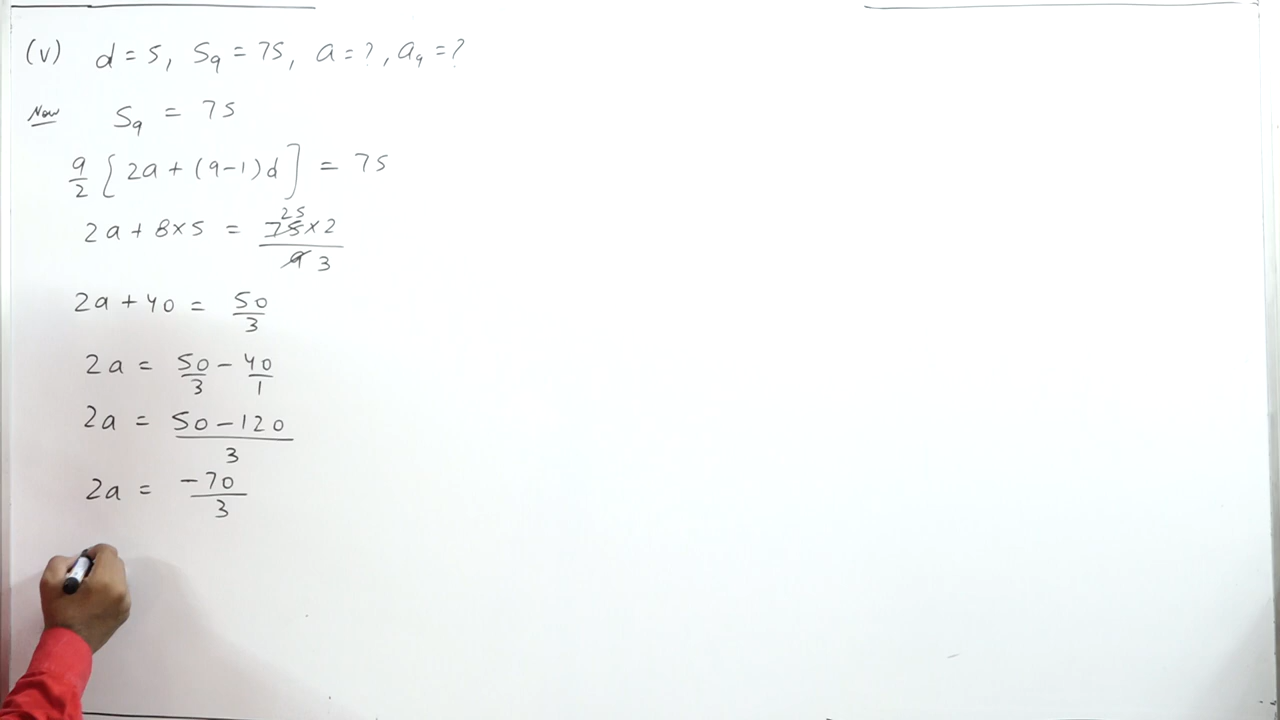 (v) d = 5, S₉ = 75, a = ?, a₉ = ?
Now S₉ = 75
9/2 [2a + (9-1)d] = 75
2a + 8×5 = 75×2/9 25 3
2a + 40 = 50/3
2a = 50/3 - 40/1
2a = 50-120/3
2a = -70/3